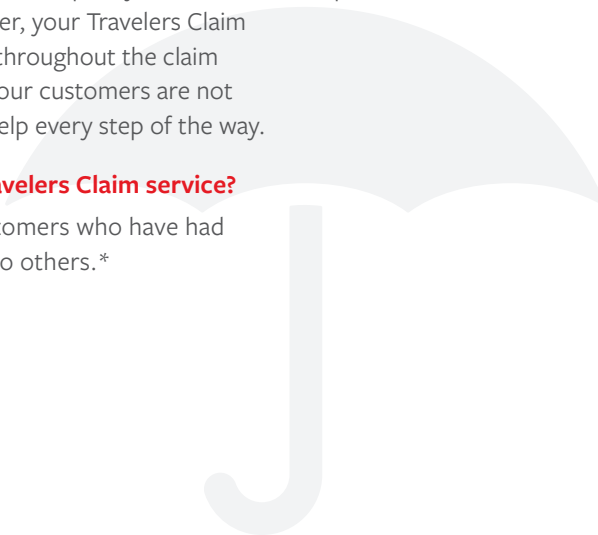 er, your Travelers Claim
throughout the claim
our customers are not
elp every step of the way.
avelers Claim service?
tomers who have had
o others.*